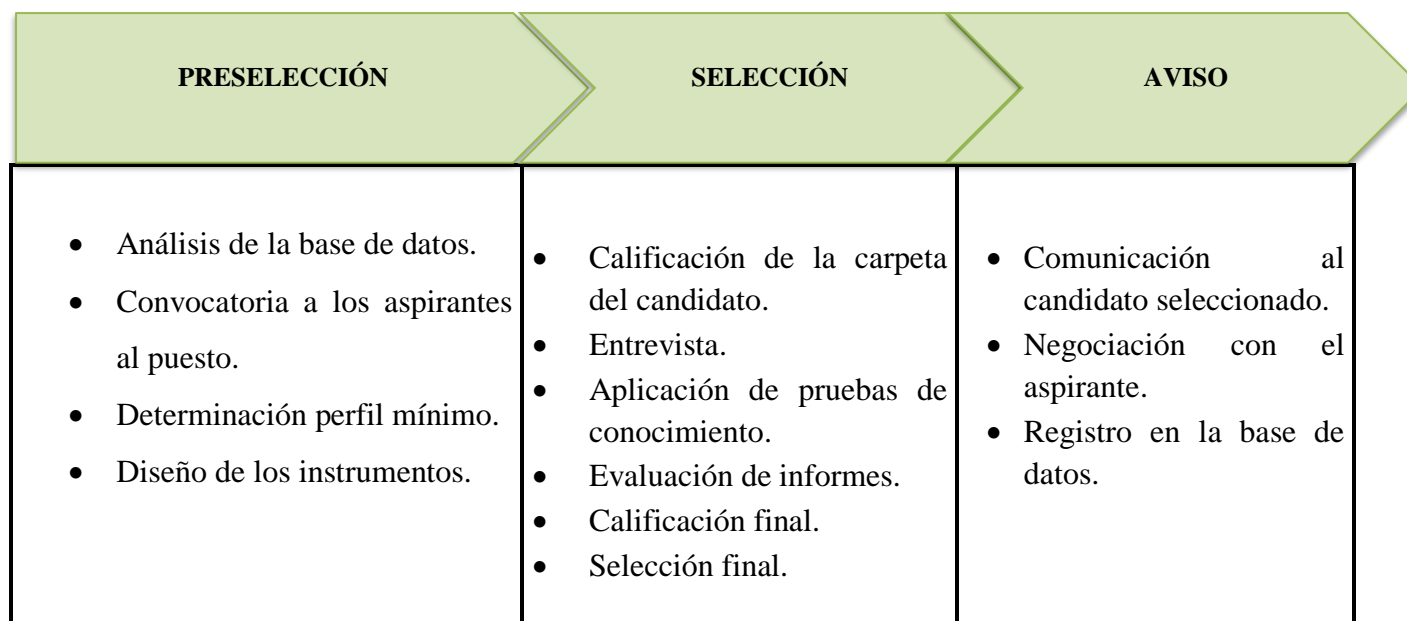 PRESELECCIÓN
SELECCIÓN
AVISO
• Análisis de la base de datos.
• Convocatoria a los aspirantes
al puesto.
• Determinación perfil mínimo.
• Diseño de los instrumentos.
• Calificación de la carpeta
del candidato.
• Entrevista.
• Aplicación de pruebas de
conocimiento.
• Evaluación de informes.
• Calificación final.
• Selección final.
• Comunicación al
candidato seleccionado.
• Negociación con el
aspirante.
• Registro en la base de
datos.